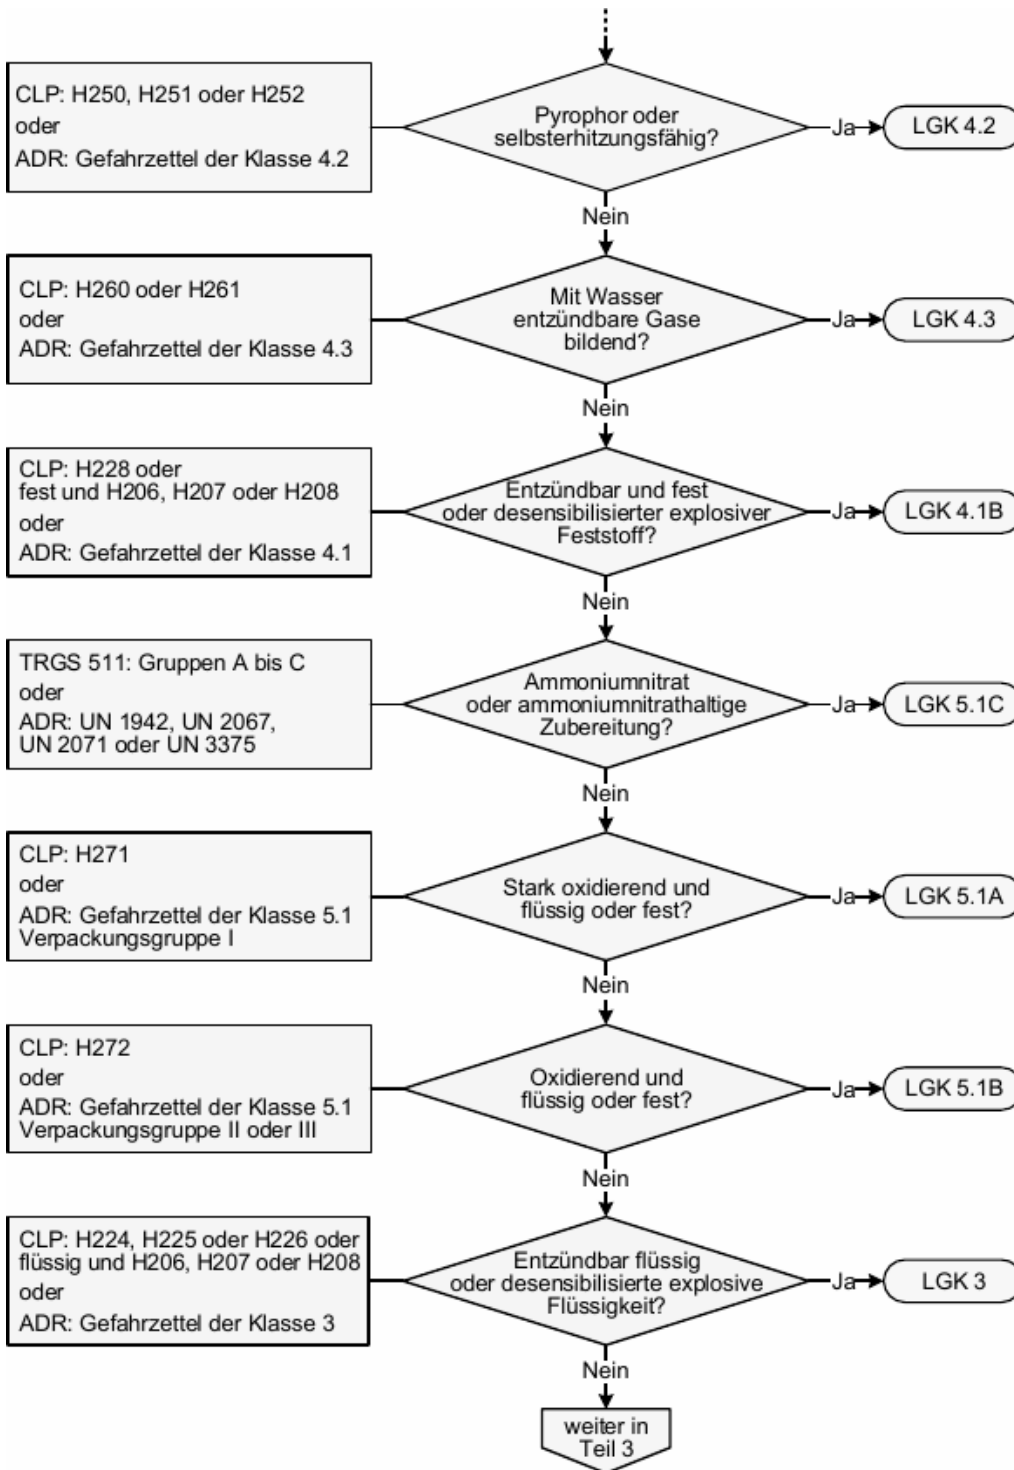 CLP: H250, H251 oder H252
oder
ADR: Gefahrzettel der Klasse 4.2
Pyrophor oder
selbsterhitzungsfähig?
Ja
LGK 4.2
Nein
CLP: H260 oder H261
oder
ADR: Gefahrzettel der Klasse 4.3
Mit Wasser
entzündbare Gase
bildend?
Ja
LGK 4.3
Nein
CLP: H228 oder
fest und H206, H207 oder H208
oder
ADR: Gefahrzettel der Klasse 4.1
Entzündbar und fest
oder desensibilisierter explosiver
Feststoff?
Ja
LGK 4.1B
Nein
TRGS 511: Gruppen A bis C
oder
ADR: UN 1942, UN 2067,
UN 2071 oder UN 3375
Ammoniumnitrat
oder ammoniumnitrathaltige
Zubereitung?
Ja
LGK 5.1C
Nein
CLP: H271
oder
ADR: Gefahrzettel der Klasse 5.1
Verpackungsgruppe I
Stark oxidierend und
flüssig oder fest?
Ja
LGK 5.1A
Nein
CLP: H272
oder
ADR: Gefahrzettel der Klasse 5.1
Verpackungsgruppe II oder III
Oxidierend und
flüssig oder fest?
Ja
LGK 5.1B
Nein
CLP: H224, H225 oder H226 oder
flüssig und H206, H207 oder H208
oder
ADR: Gefahrzettel der Klasse 3
Entzündbar flüssig
oder desensibilisierte explosive
Flüssigkeit?
Ja
LGK 3
Nein
weiter in
Teil 3